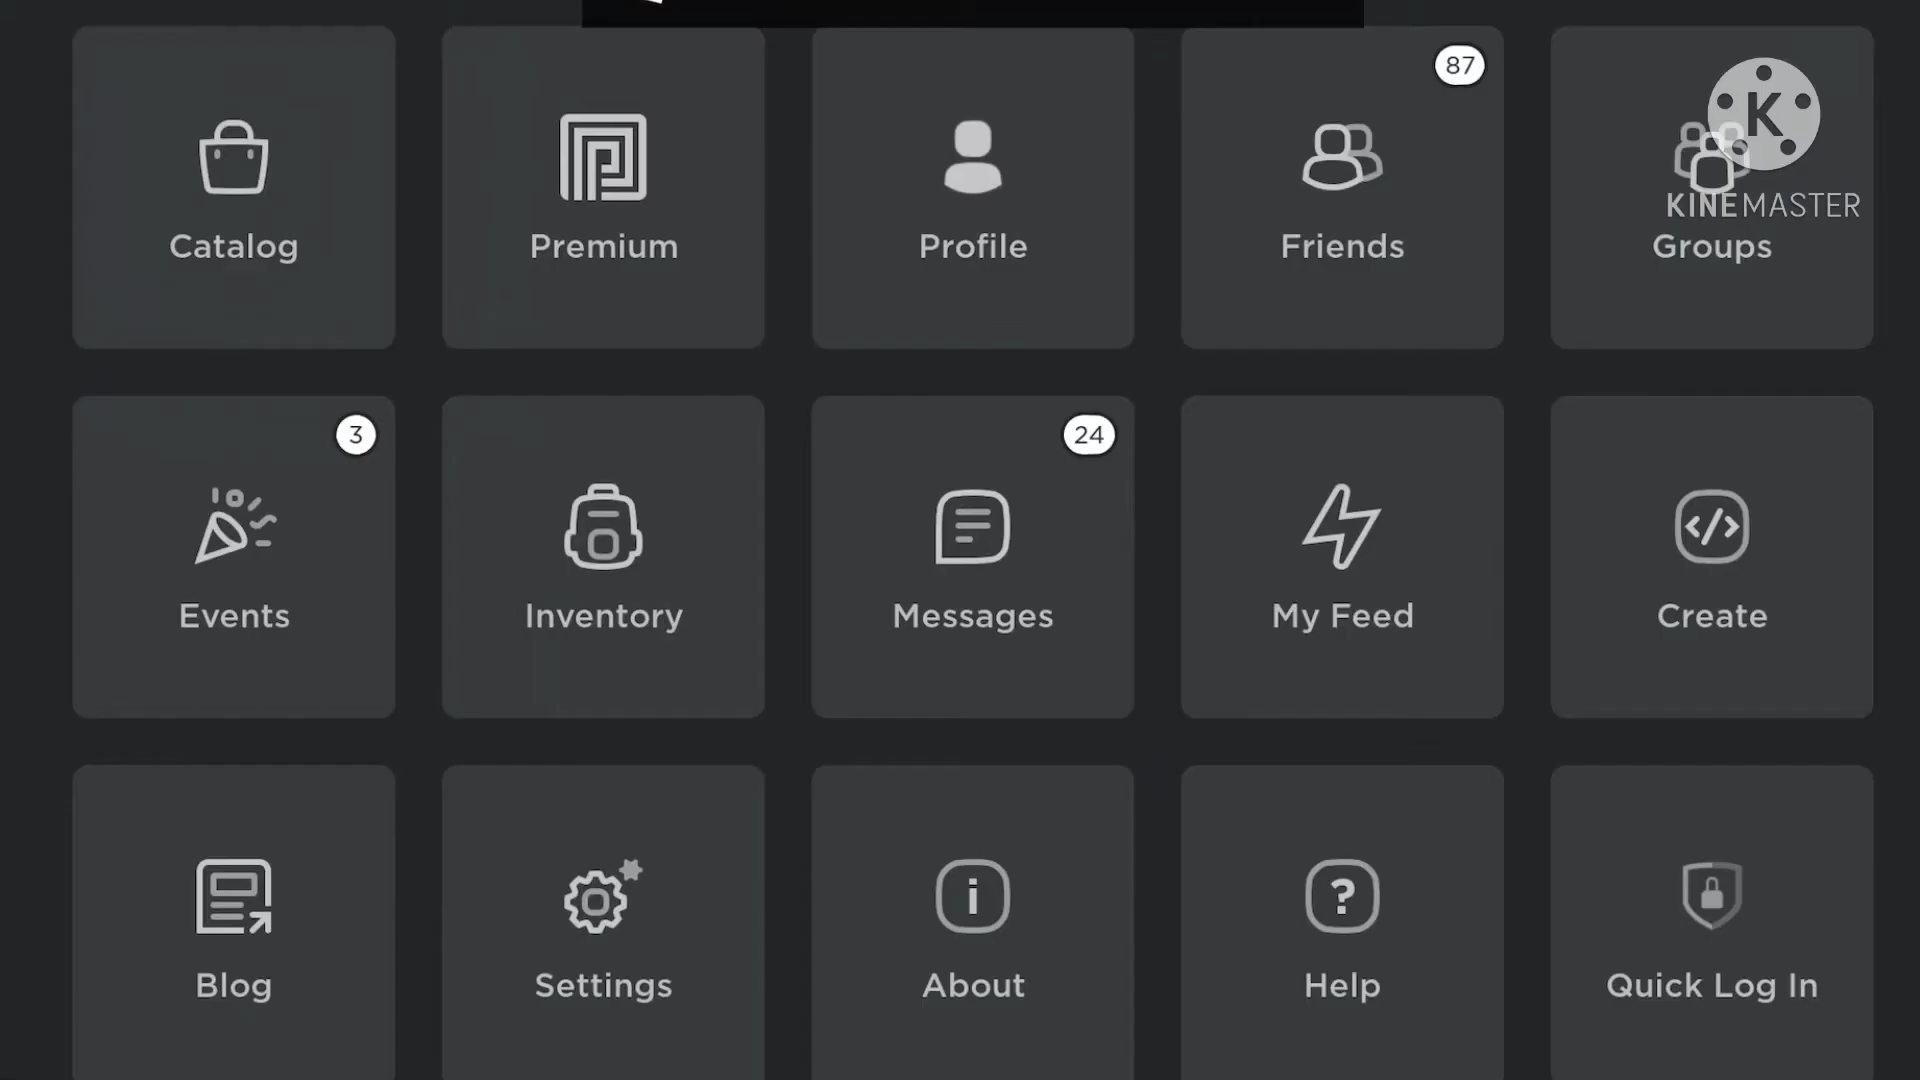 87
K
KINEMASTER
Catalog
Premium
Profile
Friends
Groups
3
24
Events
Inventory
Messages
My Feed
Create
Blog
Settings
About
Help
Quick Log In